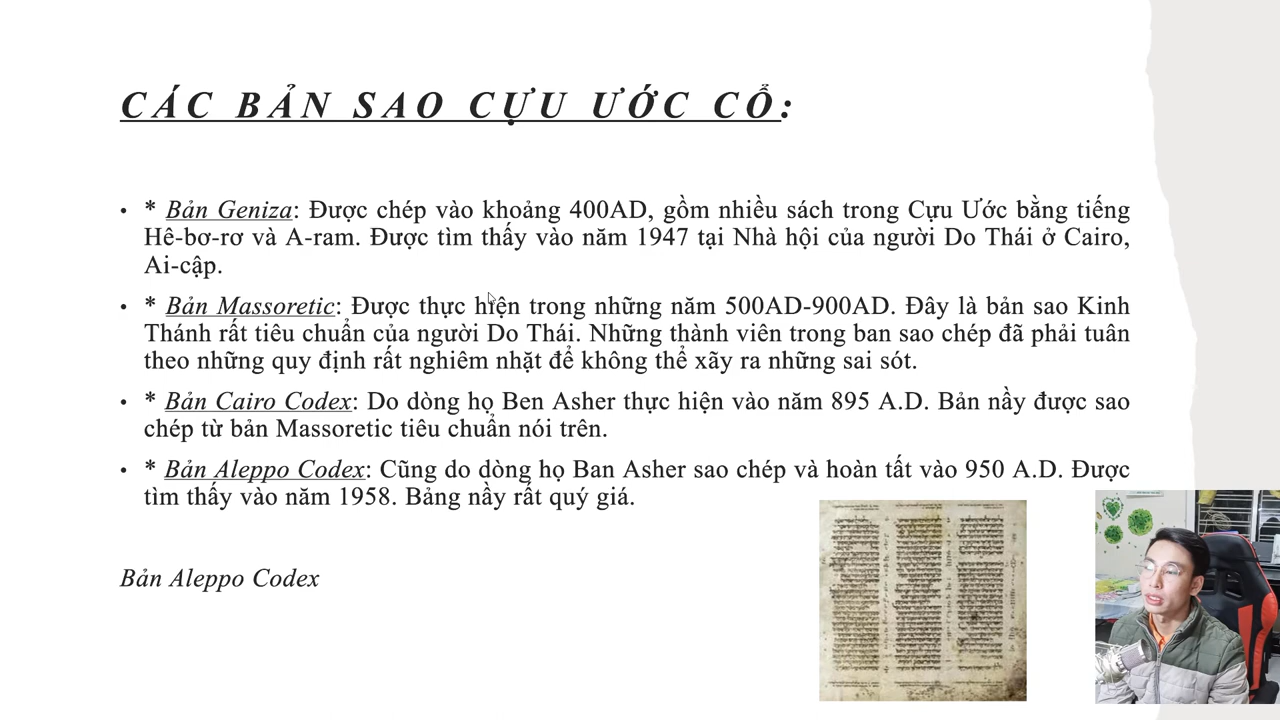 CÁC BẢN SAO CỰU ƯỚC CỔ:
• * Bản Geniza: Được chép vào khoảng 400AD, gồm nhiều sách trong Cựu Ước bằng tiếng
Hê-bơ-rơ và A-ram. Được tìm thấy vào năm 1947 tại Nhà hội của người Do Thái ở Cairo,
Ai-cập.
• * Bản Massoretic: Được thực hiện trong những năm 500AD-900AD. Đây là bản sao Kinh
Thánh rất tiêu chuẩn của người Do Thái. Những thành viên trong ban sao chép đã phải tuân
theo những quy định rất nghiêm nhặt để không thể xãy ra những sai sót.
• * Bản Cairo Codex: Do dòng họ Ben Asher thực hiện vào năm 895 A.D. Bản nầy được sao
chép từ bản Massoretic tiêu chuẩn nói trên.
• * Bản Aleppo Codex: Cũng do dòng họ Ban Asher sao chép và hoàn tất vào 950 A.D. Được
tìm thấy vào năm 1958. Bảng nầy rất quý giá.
Bản Aleppo Codex